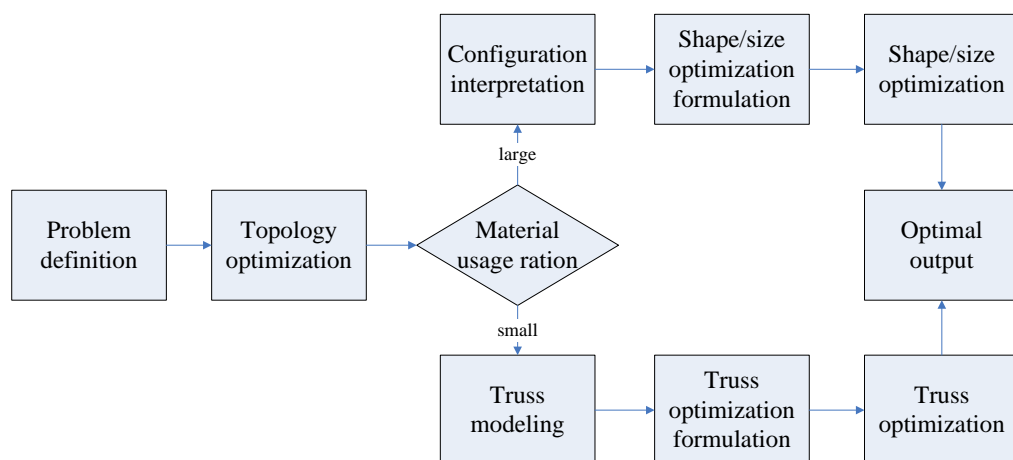 Configuration
interpretation
Shape/size
optimization
formulation
Shape/size
optimization
large
Problem
definition
Topology
optimization
Material
usage ration
Optimal
output
small
Truss
modeling
Truss
optimization
formulation
Truss
optimization